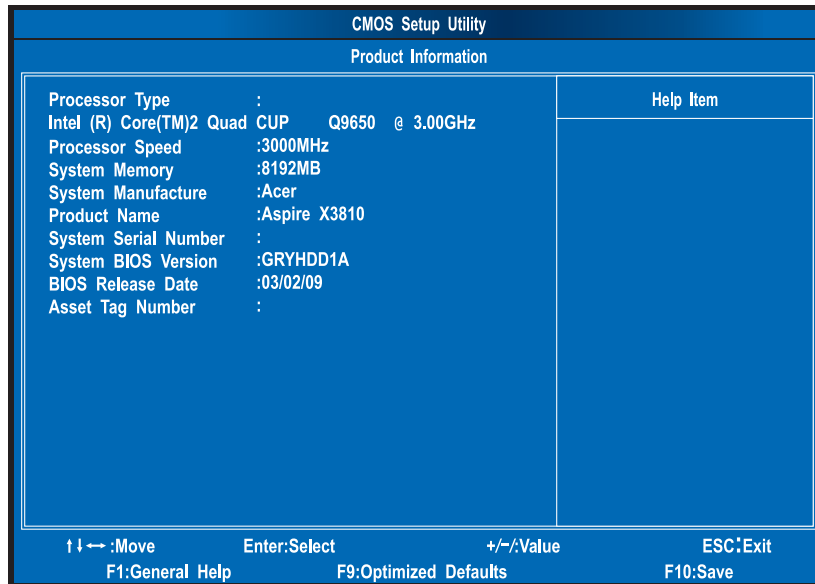 CMOS Setup Utility
Product Information
Processor Type :
Intel (R) Core(TM)2 Quad CUP Q9650 @ 3.00GHz
Processor Speed :3000MHz
System Memory :8192MB
System Manufacture :Acer
Product Name :Aspire X3810
System Serial Number :
System BIOS Version :GRYHDD1A
BIOS Release Date :03/02/09
Asset Tag Number :
Help Item
↑↓↔ :Move Enter:Select +/-/:Value ESC:Exit
F1:General Help F9:Optimized Defaults F10:Save